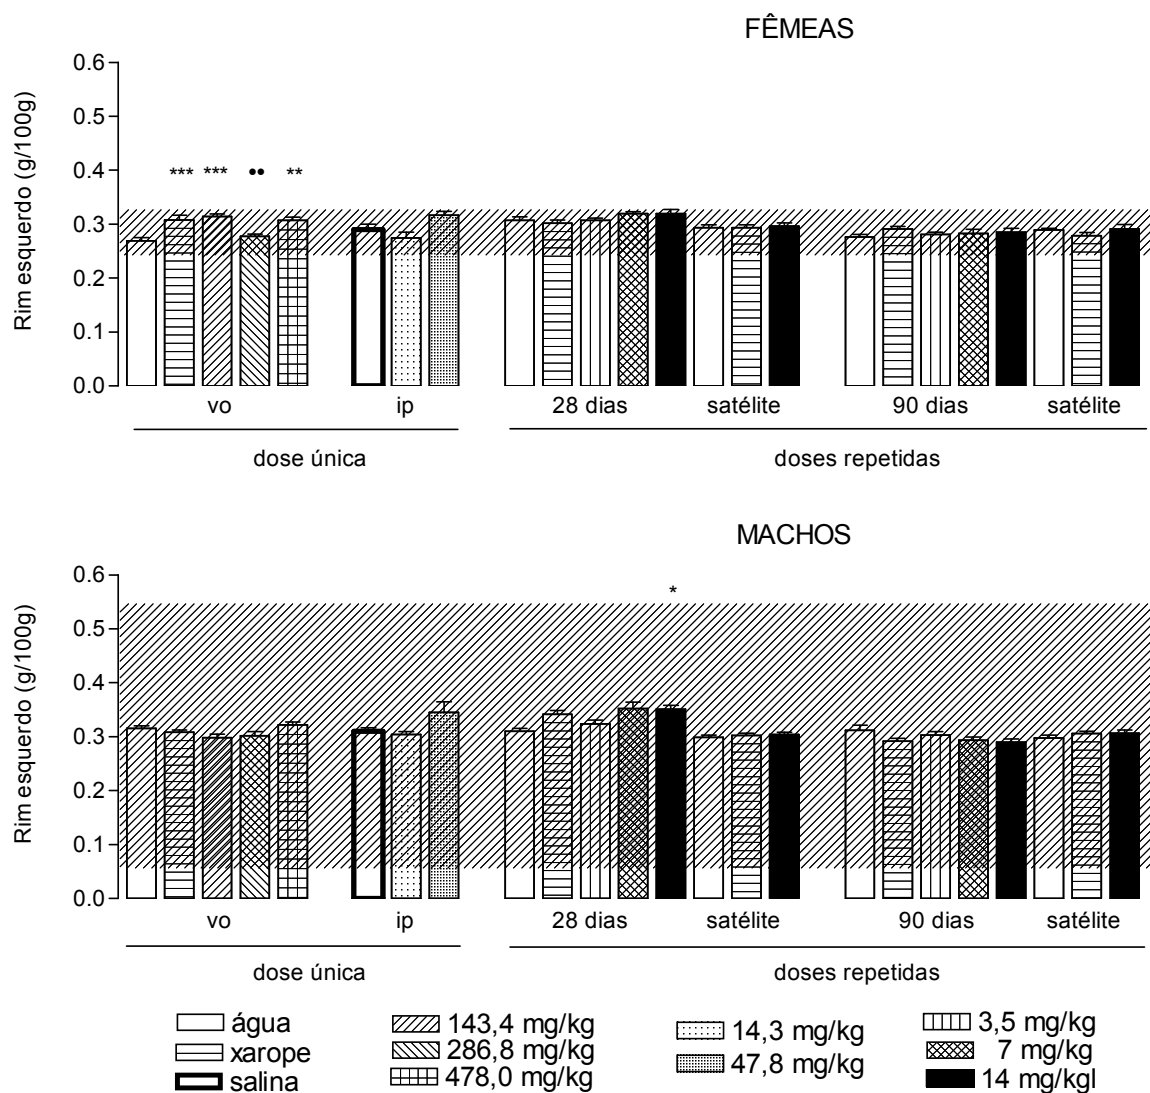 FÊMEAS
Rim esquerdo (g/100g)
0.6
0.5
0.4
0.3
0.2
0.1
0.0
*** *** •• **
vo ip 28 dias satélite 90 dias satélite
dose única doses repetidas
MACHOS
Rim esquerdo (g/100g)
0.6
0.5
0.4
0.3
0.2
0.1
0.0
*
vo ip 28 dias satélite 90 dias satélite
dose única doses repetidas
água 143,4 mg/kg 14,3 mg/kg 3,5 mg/kg
xarope 286,8 mg/kg 47,8 mg/kg 7 mg/kg
salina 478,0 mg/kg 14 mg/kgl